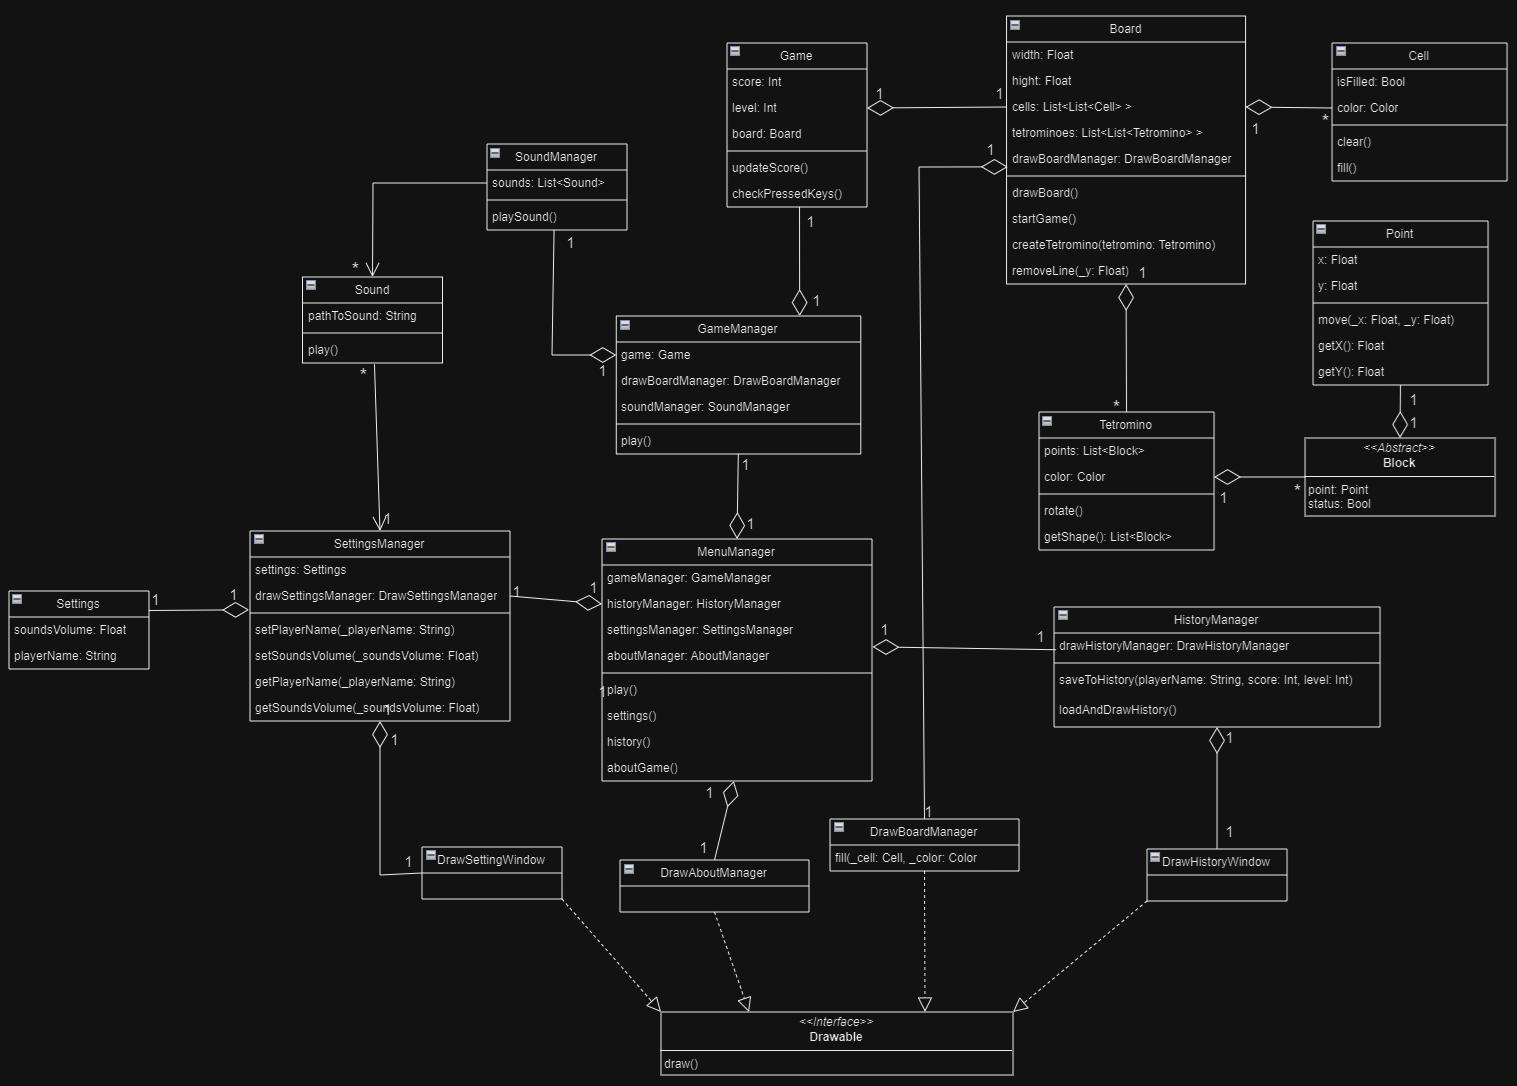 Game
score: Int
level: Int
board: Board
updateScore()
checkPressedKeys()
1
1
1
1
Board
width: Float
hight: Float
cells: List<List<Cell> >
tetrominoes: List<List<Tetromino> >
drawBoardManager: DrawBoardManager
drawBoard()
startGame()
createTetromino(tetromino: Tetromino)
removeLine(_y: Float)
1
1
1
*
Cell
isFilled: Bool
color: Color
clear()
fill()
SoundManager
sounds: List<Sound>
playSound()
1
*
Sound
pathToSound: String
play()
*
GameManager
game: Game
drawBoardManager: DrawBoardManager
soundManager: SoundManager
play()
1
1
1
Point
x: Float
y: Float
move(_x: Float, _y: Float)
getX(): Float
getY(): Float
1
1
*
Tetromino
points: List<Block>
color: Color
rotate()
getShape(): List<Block>
1
*
<<Abstract>>
Block
point: Point
status: Bool
1
SettingsManager
settings: Settings
drawSettingsManager: DrawSettingsManager
setPlayerName(_playerName: String)
setSoundsVolume(_soundsVolume: Float)
getPlayerName(_playerName: String)
getSoundsVolume(_soundsVolume: Float)
1
1
Settings
soundsVolume: Float
playerName: String
1
1
1
1
MenuManager
gameManager: GameManager
historyManager: HistoryManager
settingsManager: SettingsManager
aboutManager: AboutManager
1
play()
settings()
history()
aboutGame()
1
1
HistoryManager
drawHistoryManager: DrawHistoryManager
saveToHistory(playerName: String, score: Int, level: Int)
loadAndDrawHistory()
1
1
1
1
1
1
DrawSettingWindow
DrawAboutManager
DrawBoardManager
fill(_cell: Cell, _color: Color
DrawHistoryWindow
<<Interface>>
Drawable
draw()